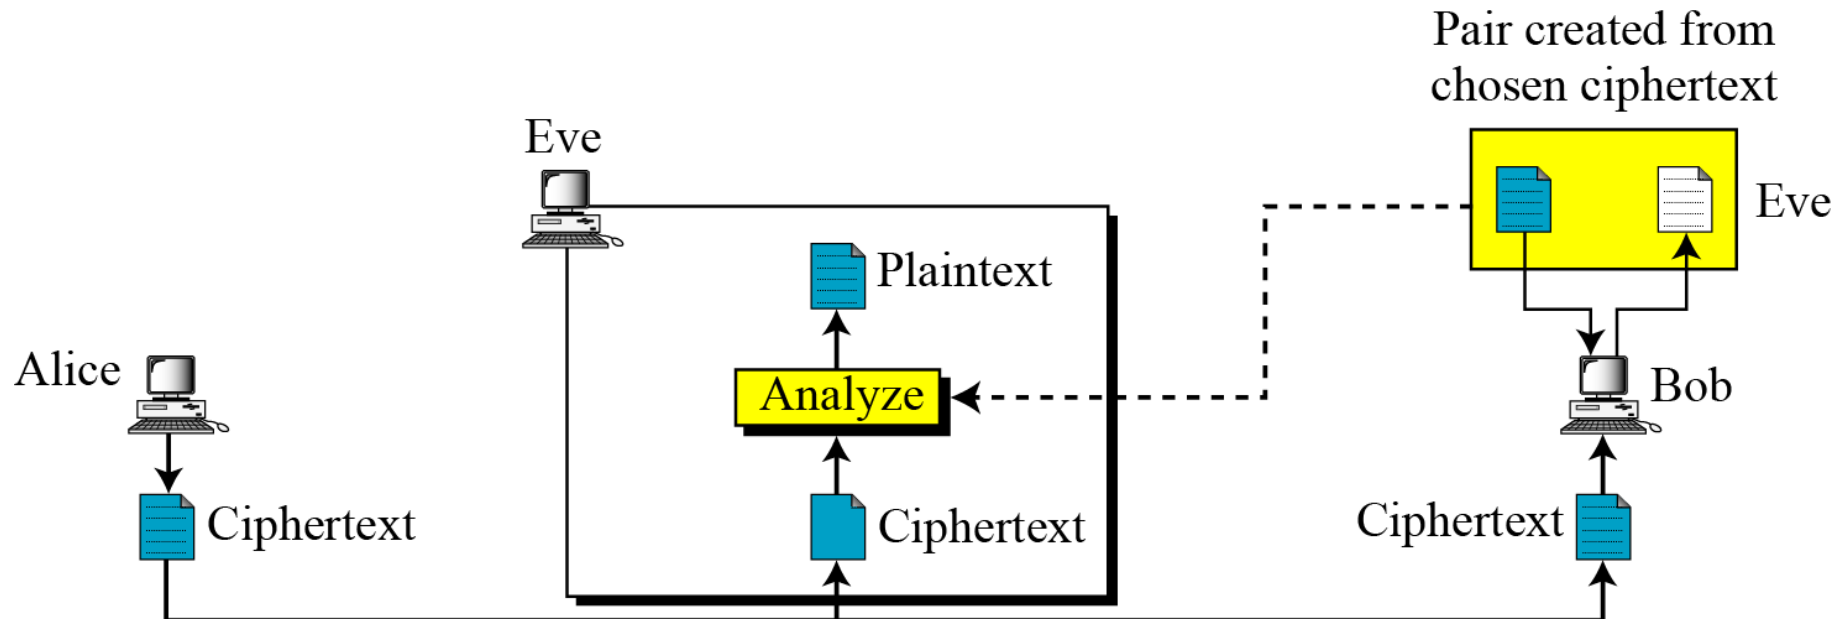 Pair created from
chosen ciphertext
Eve
Eve
Plaintext
Alice
Analyze
Bob
Ciphertext
Ciphertext
Ciphertext